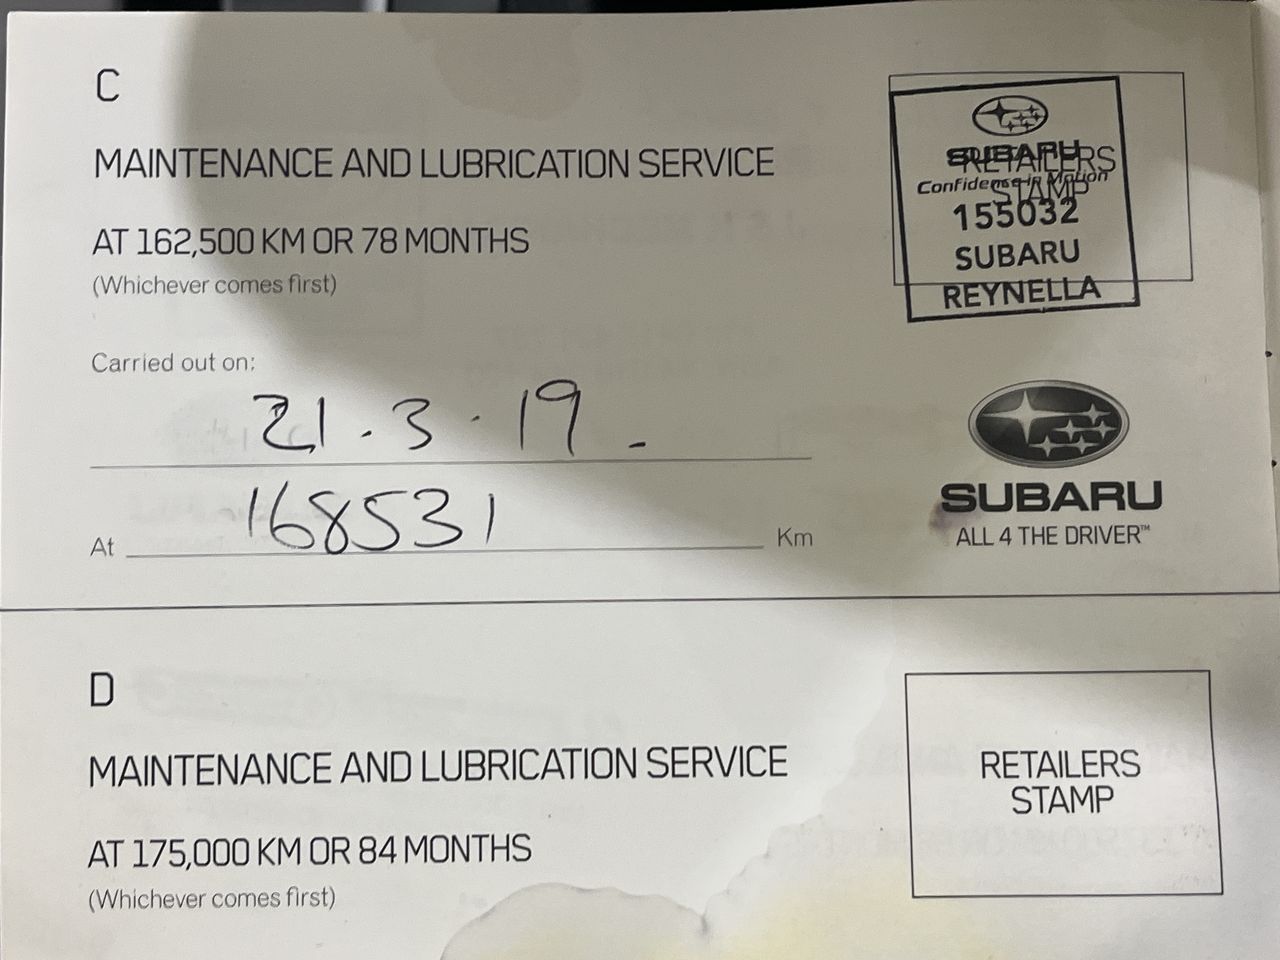 C
MAINTENANCE AND LUBRICATION SERVICE
AT 162,500 KM OR 78 MONTHS
(Whichever comes first)
Carried out on:
21.3.19.
At 168531 Km
RETAILERS
STAMP
SUBARU
Confidence in Motion
155032
SUBARU
REYNELLA
SUBARU
ALL 4 THE DRIVER™
D
MAINTENANCE AND LUBRICATION SERVICE
AT 175,000 KM OR 84 MONTHS
(Whichever comes first)
RETAILERS
STAMP